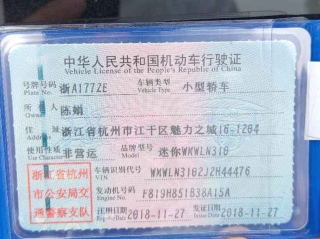 中华人民共和国机动车行驶证
Vehicle License of the People's Republic of China
号牌号码 浙A177ZE 车辆类型 小型轿车
Plate No. Vehicle Type
所有人 陈娟
Owner
住址 浙江省杭州市江干区魅力之城16-1204
Address
使用性质 非营运 品牌型号 迷你WKWLN310
Use Character Model
浙江省杭州
市公安局交
通警察支队
车辆识别代号 WKWLN3102J2H44476
VIN
发动机号码 F819H851B38A15A
Engine No.
注册日期 2018-11-27 发证日期 2018-11-27
Register Date Issue Date